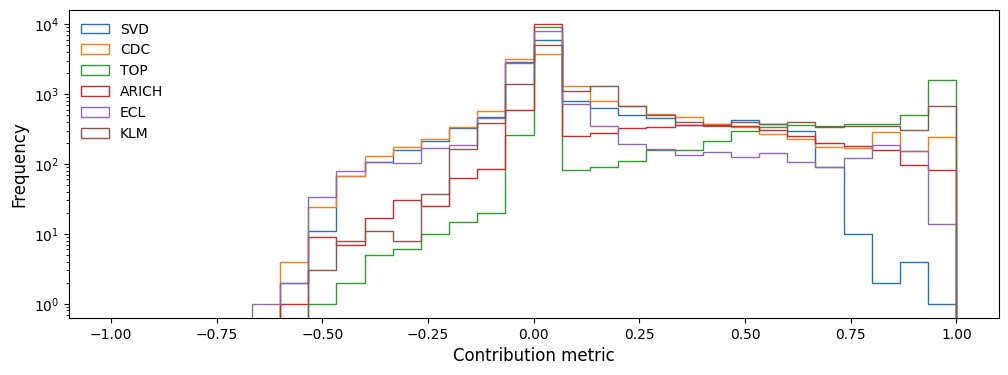 SVD
CDC
TOP
ARICH
ECL
KLM
Frequency
10⁴
10³
10²
10¹
10⁰
−1.00 −0.75 −0.50 −0.25 0.00 0.25 0.50 0.75 1.00
Contribution metric